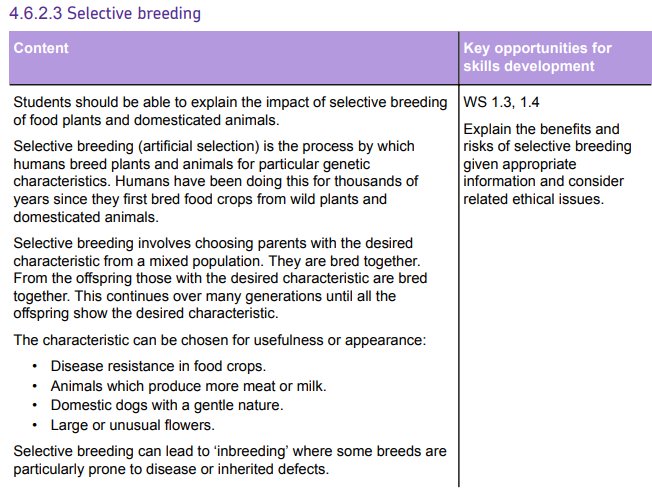 4.6.2.3 Selective breeding
Content
Key opportunities for
skills development
Students should be able to explain the impact of selective breeding
of food plants and domesticated animals.
Selective breeding (artificial selection) is the process by which
humans breed plants and animals for particular genetic
characteristics. Humans have been doing this for thousands of
years since they first bred food crops from wild plants and
domesticated animals.
Selective breeding involves choosing parents with the desired
characteristic from a mixed population. They are bred together.
From the offspring those with the desired characteristic are bred
together. This continues over many generations until all the
offspring show the desired characteristic.
The characteristic can be chosen for usefulness or appearance:
• Disease resistance in food crops.
• Animals which produce more meat or milk.
• Domestic dogs with a gentle nature.
• Large or unusual flowers.
Selective breeding can lead to ‘inbreeding’ where some breeds are
particularly prone to disease or inherited defects.
WS 1.3, 1.4
Explain the benefits and
risks of selective breeding
given appropriate
information and consider
related ethical issues.